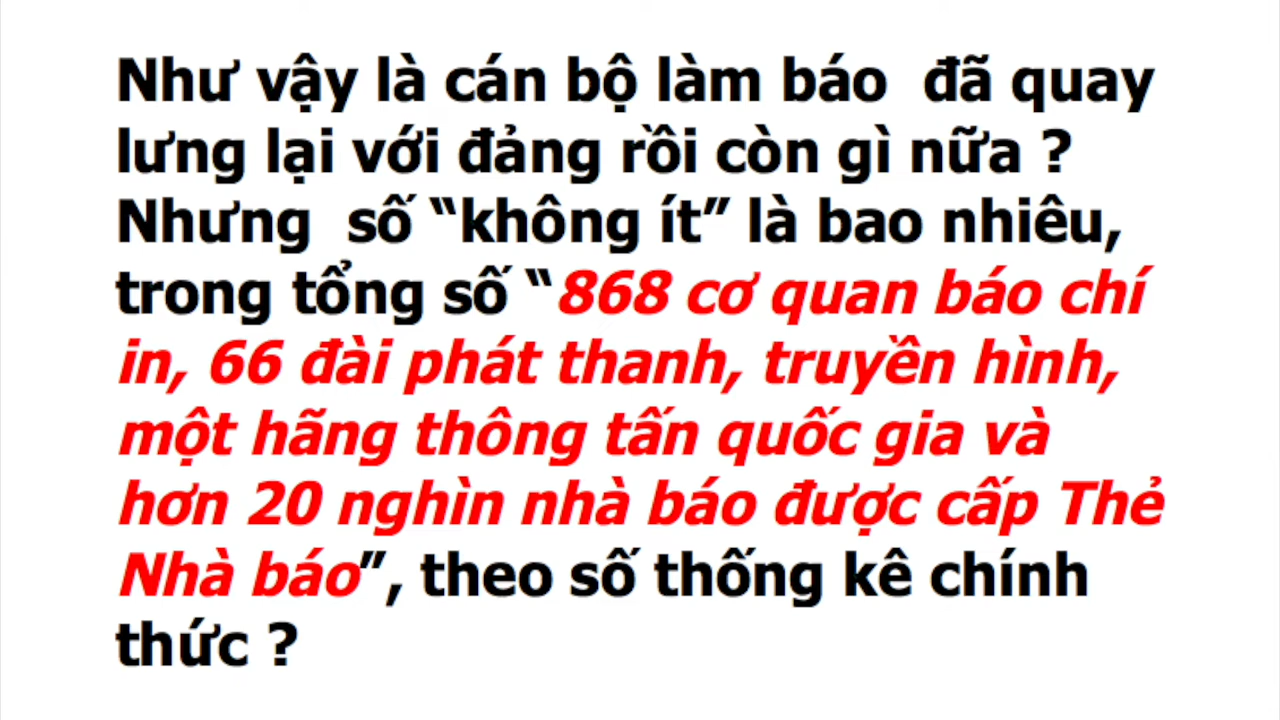 Như vậy là cán bộ làm báo  đã quay
lưng lại với đảng rồi còn gì nữa ?
Nhưng  số “không ít” là bao nhiêu,
trong tổng số “868 cơ quan báo chí
in, 66 đài phát thanh, truyền hình,
một hãng thông tấn quốc gia và
hơn 20 nghìn nhà báo được cấp Thẻ
Nhà báo”, theo số thống kê chính
thức ?